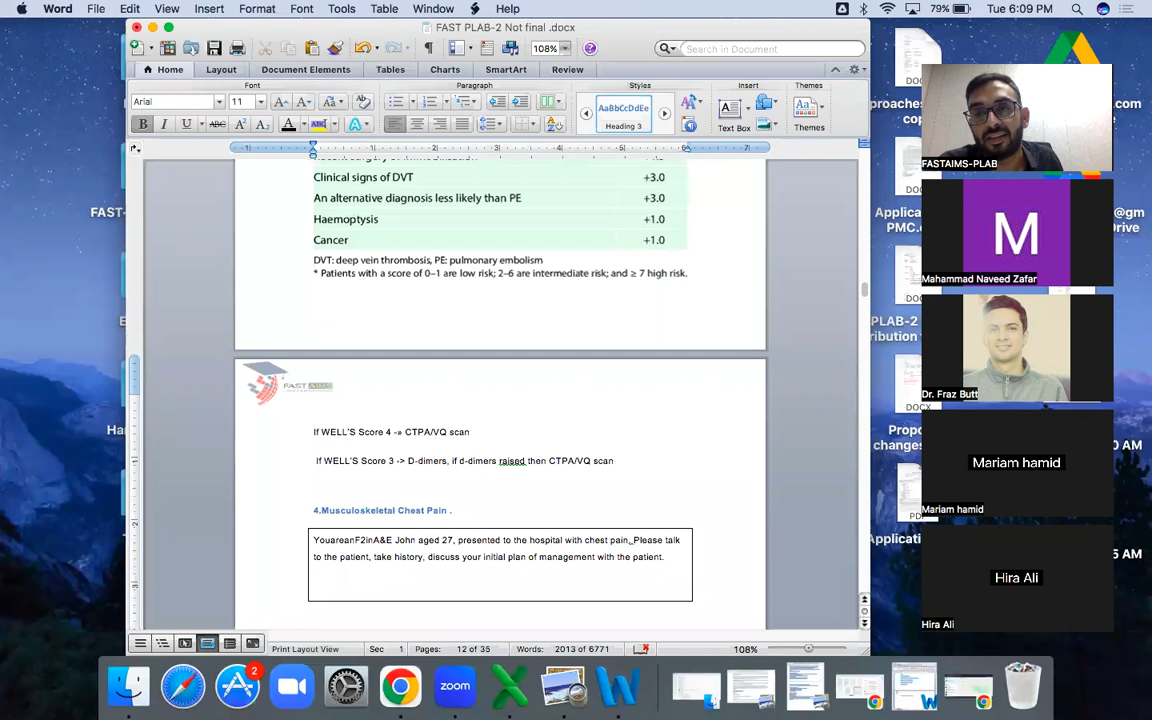 Word File Edit View Insert Format Font Tools Table Window Help
79% Tue 6:09 PM
FAST PLAB-2 Not final .docx
108%
Search in Document
Home Layout Document Elements Tables Charts SmartArt Review
Font Paragraph Styles Insert Themes
Arial 11
AaBbCcDdEe
Heading 3
Text Box
Themes
Clinical signs of DVT +3.0
An alternative diagnosis less likely than PE +3.0
Haemoptysis +1.0
Cancer +1.0
DVT: deep vein thrombosis, PE: pulmonary embolism
* Patients with a score of 0–1 are low risk; 2–6 are intermediate risk; and ≥ 7 high risk.
FAST AIMS
If WELL'S Score 4 -» CTPA/VQ scan
If WELL'S Score 3 -> D-dimers, if d-dimers raised then CTPA/VQ scan
4.Musculoskeletal Chest Pain .
YouareanF2inA&E John aged 27, presented to the hospital with chest pain. Please talk
to the patient, take history, discuss your initial plan of management with the patient.
Print Layout View Sec 1 Pages: 12 of 35 Words: 2013 of 6771 108%
FASTAIMS-PLAB
M
Mahammad Naveed Zafar
Dr. Fraz Butt
Mariam hamid
Mariam hamid
Hira Ali
Hira Ali
DOCX
DOCX
DOCX
2
zoom